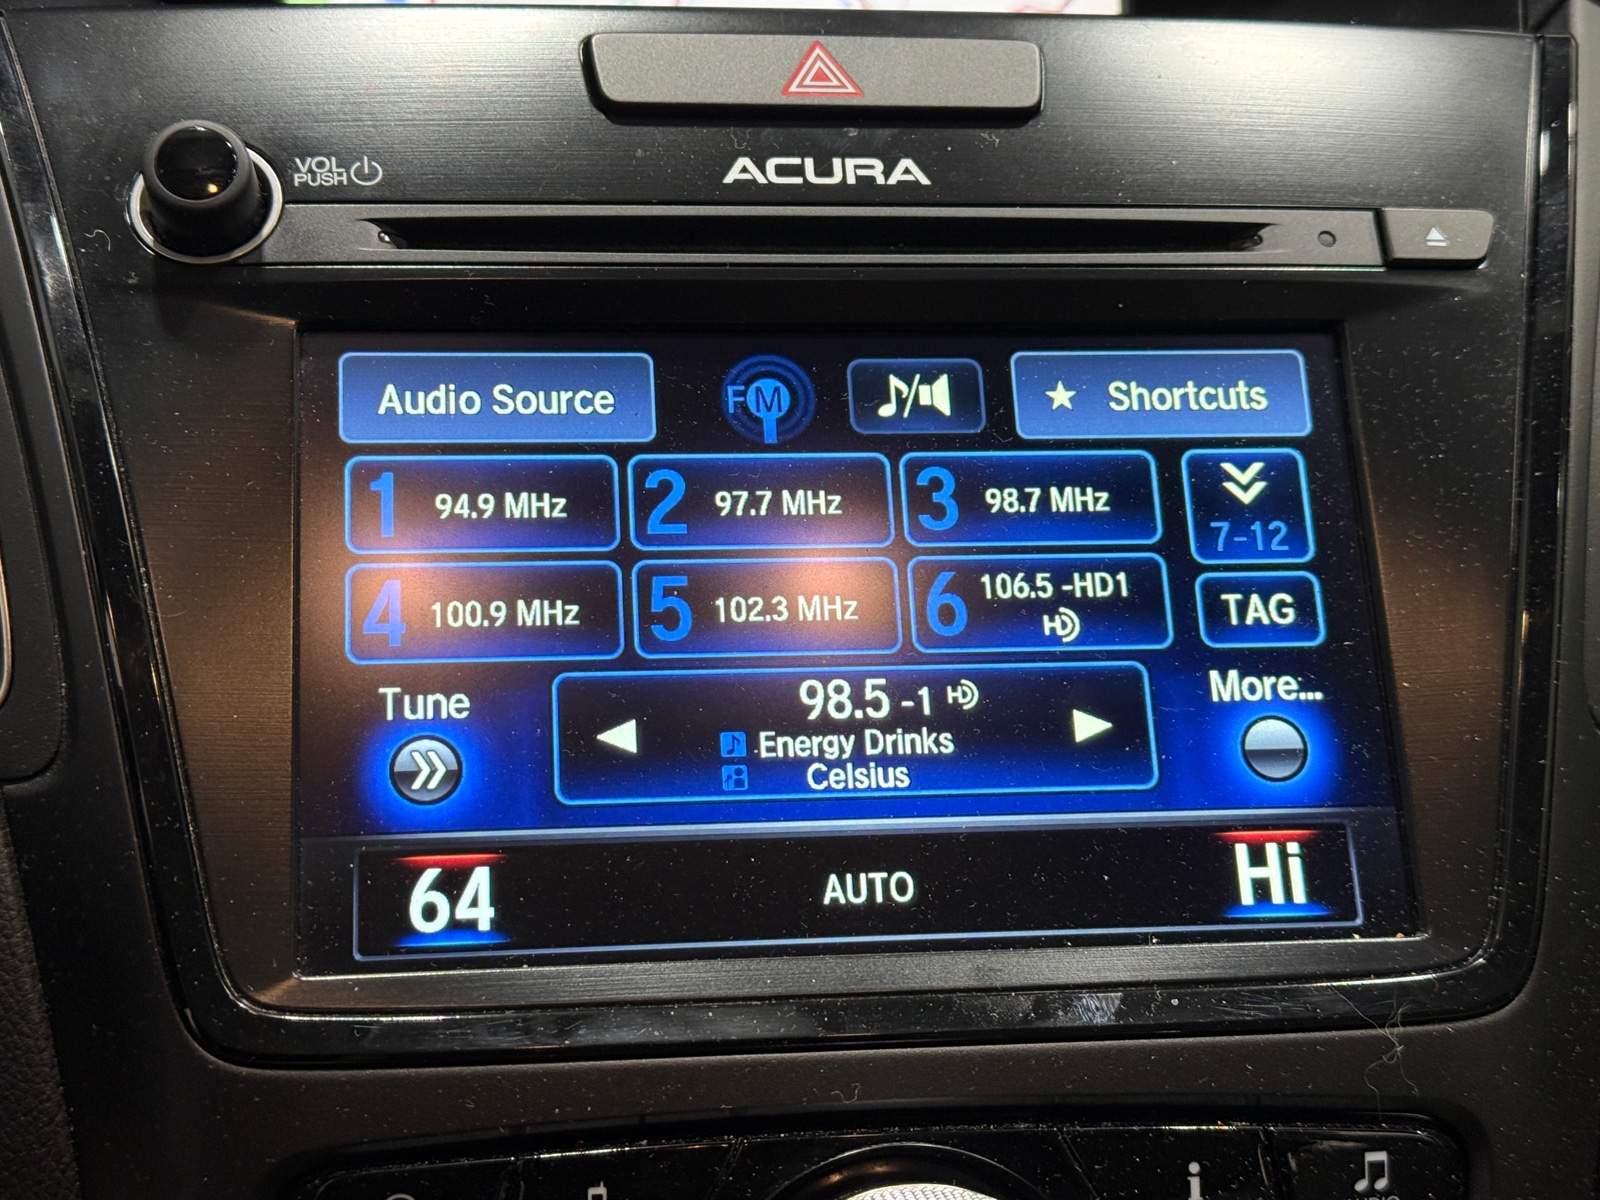 VOL
PUSH
ACURA
Audio Source
FM
Shortcuts
1 94.9 MHz
2 97.7 MHz
3 98.7 MHz
7-12
4 100.9 MHz
5 102.3 MHz
6 106.5 -HD1
HD
TAG
Tune
98.5 -1 HD
Energy Drinks
Celsius
More...
64
AUTO
Hi
i